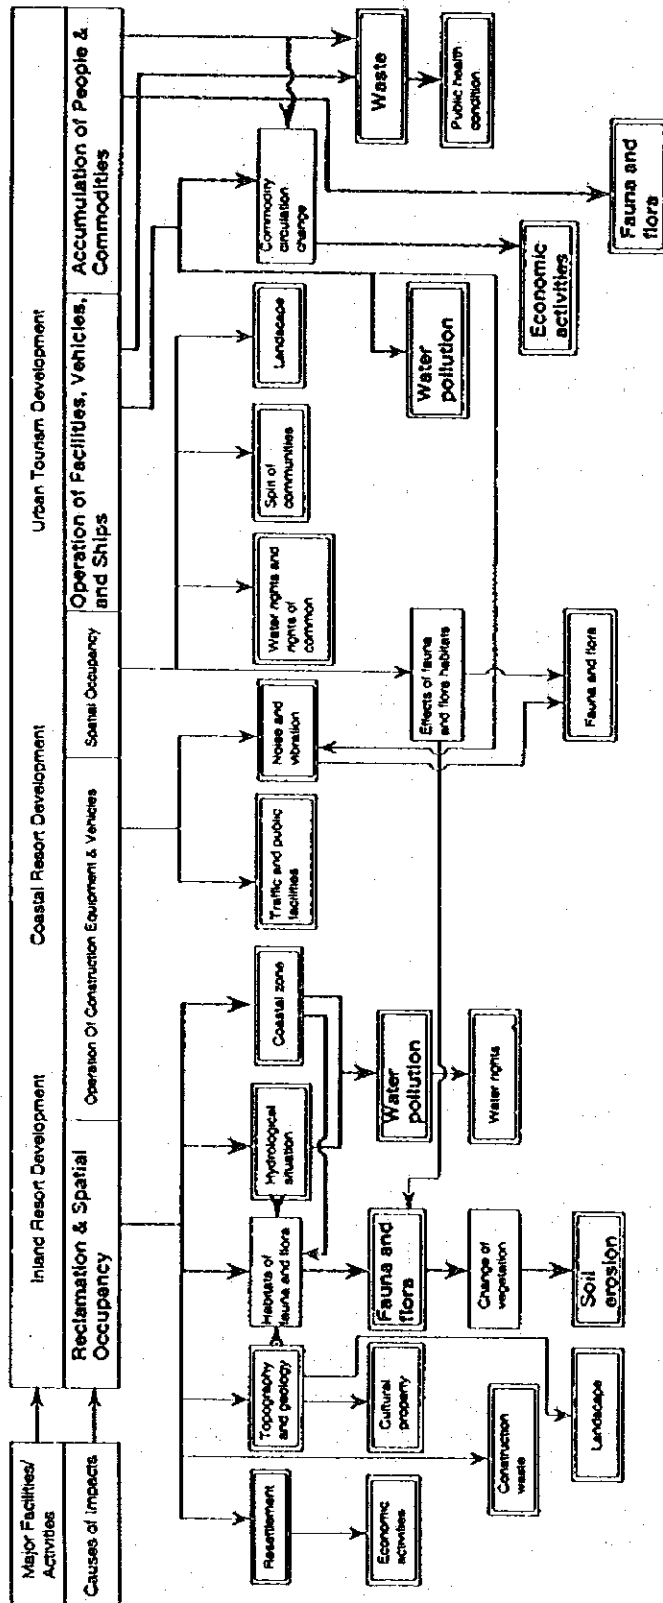 Major Facilities/
Activities
Inland Resort Development
Coastal Resort Development
Urban Tourism Development
Causes of Impacts
Reclamation & Spatial
Occupancy
Operation Of Construction Equipment & Vehicles
Spatial Occupancy
Operation of Facilities, Vehicles,
and Ships
Accumulation of People &
Commodities
Resettlement
Topography
and geology
Habitats of
fauna and flora
Hydrological
situation
Coastal zone
Traffic and public
facilities
Noise and
vibration
Water rights and
rights of
common
Split of
communities
Landscape
Commodity
circulation
change
Waste
Economic
activities
Cultural
property
Fauna and
flora
Water
pollution
Effects of fauna
and flora habitats
Water
pollution
Public health
condition
Construction
waste
Change of
vegetation
Water rights
Economic
activities
Landscape
Soil
erosion
Fauna and flora
Fauna and
flora